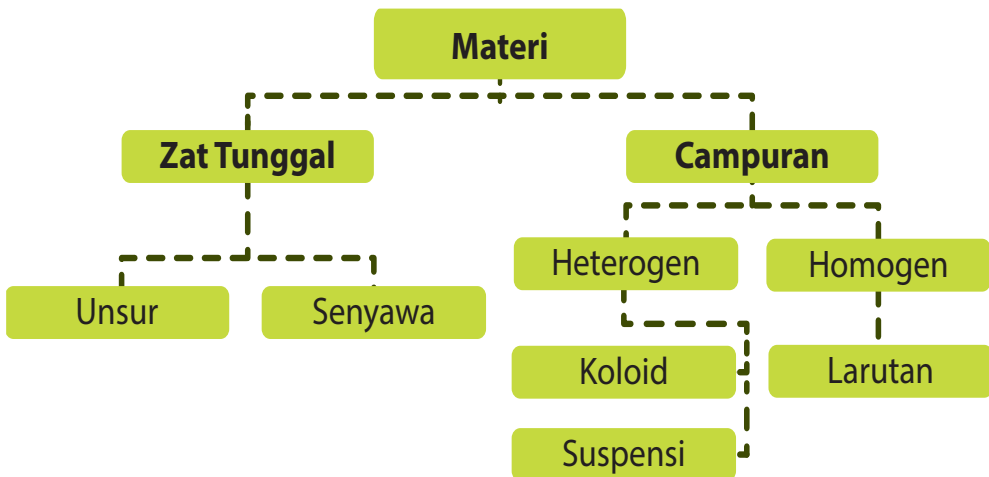 Materi
Zat Tunggal
Campuran
Unsur
Senyawa
Heterogen
Homogen
Koloid
Larutan
Suspensi